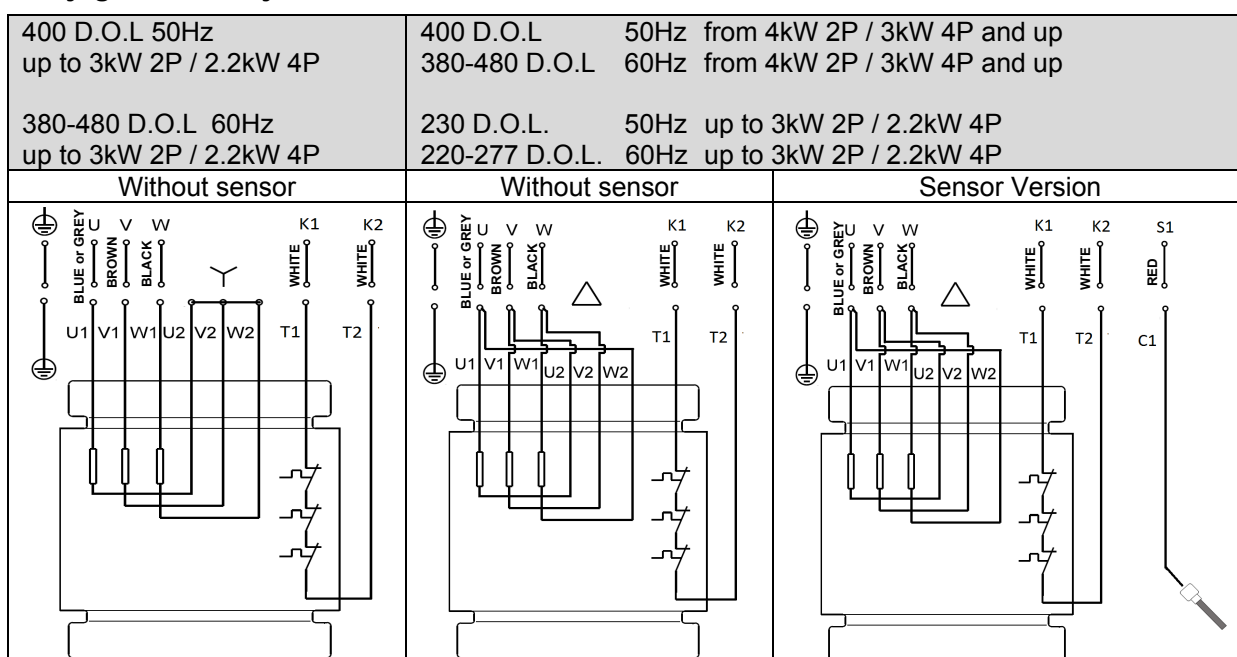 400 D.O.L 50Hz
up to 3kW 2P / 2.2kW 4P
380-480 D.O.L 60Hz
up to 3kW 2P / 2.2kW 4P
400 D.O.L 50Hz from 4kW 2P / 3kW 4P and up
380-480 D.O.L 60Hz from 4kW 2P / 3kW 4P and up
230 D.O.L. 50Hz up to 3kW 2P / 2.2kW 4P
220-277 D.O.L. 60Hz up to 3kW 2P / 2.2kW 4P
Without sensor
Without sensor
Sensor Version
U V W K1 K2
BLUE or GREY
BROWN
BLACK
WHITE
WHITE
U1 V1 W1 U2 V2 W2 T1 T2
U V W K1 K2
BLUE or GREY
BROWN
BLACK
WHITE
WHITE
U1 V1 W1 U2 V2 W2 T1 T2
U V W K1 K2 S1
BLUE or GREY
BROWN
BLACK
WHITE
WHITE
RED
U1 V1 W1 U2 V2 W2 T1 T2 C1